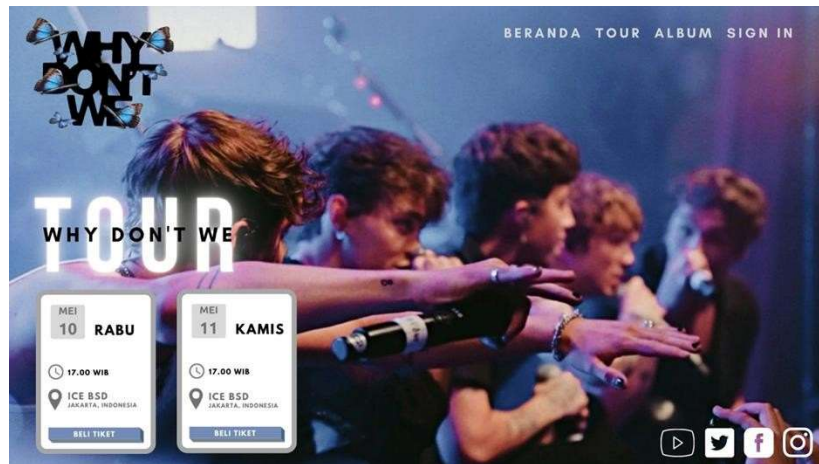 WHY
DON'T
WE
BERANDA TOUR ALBUM SIGN IN
TOUR
WHY DON'T WE
MEI
10 RABU
17.00 WIB
ICE BSD
JAKARTA, INDONESIA
BELI TIKET
MEI
11 KAMIS
17.00 WIB
ICE BSD
JAKARTA, INDONESIA
BELI TIKET